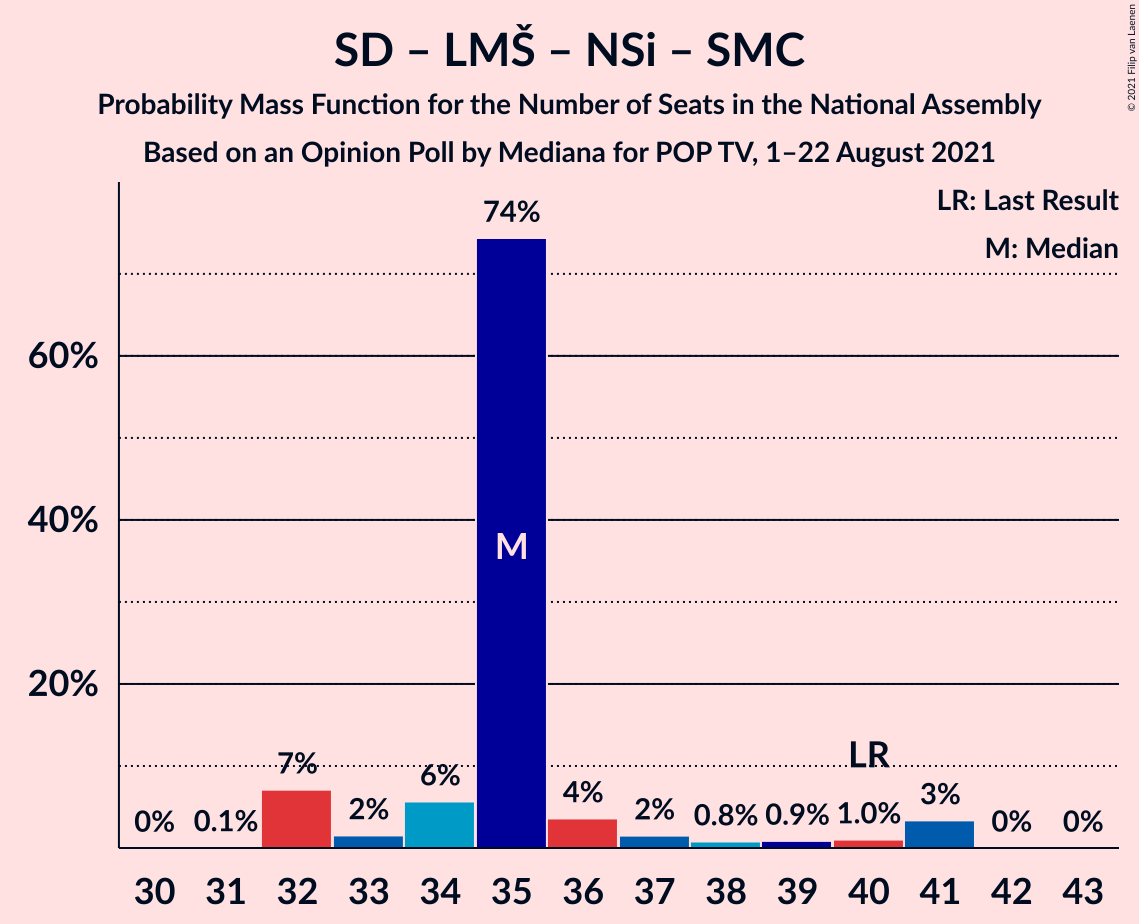 SD – LMŠ – NSi – SMC
Probability Mass Function for the Number of Seats in the National Assembly
Based on an Opinion Poll by Mediana for POP TV, 1–22 August 2021
© 2021 Filip van Laenen
LR: Last Result
M: Median
74%
60%
40%
M
20%
LR
7%
6%
4%
3%
2%
2%
0.8%
0.9%
1.0%
0%
0.1%
0%
0%
30 31 32 33 34 35 36 37 38 39 40 41 42 43